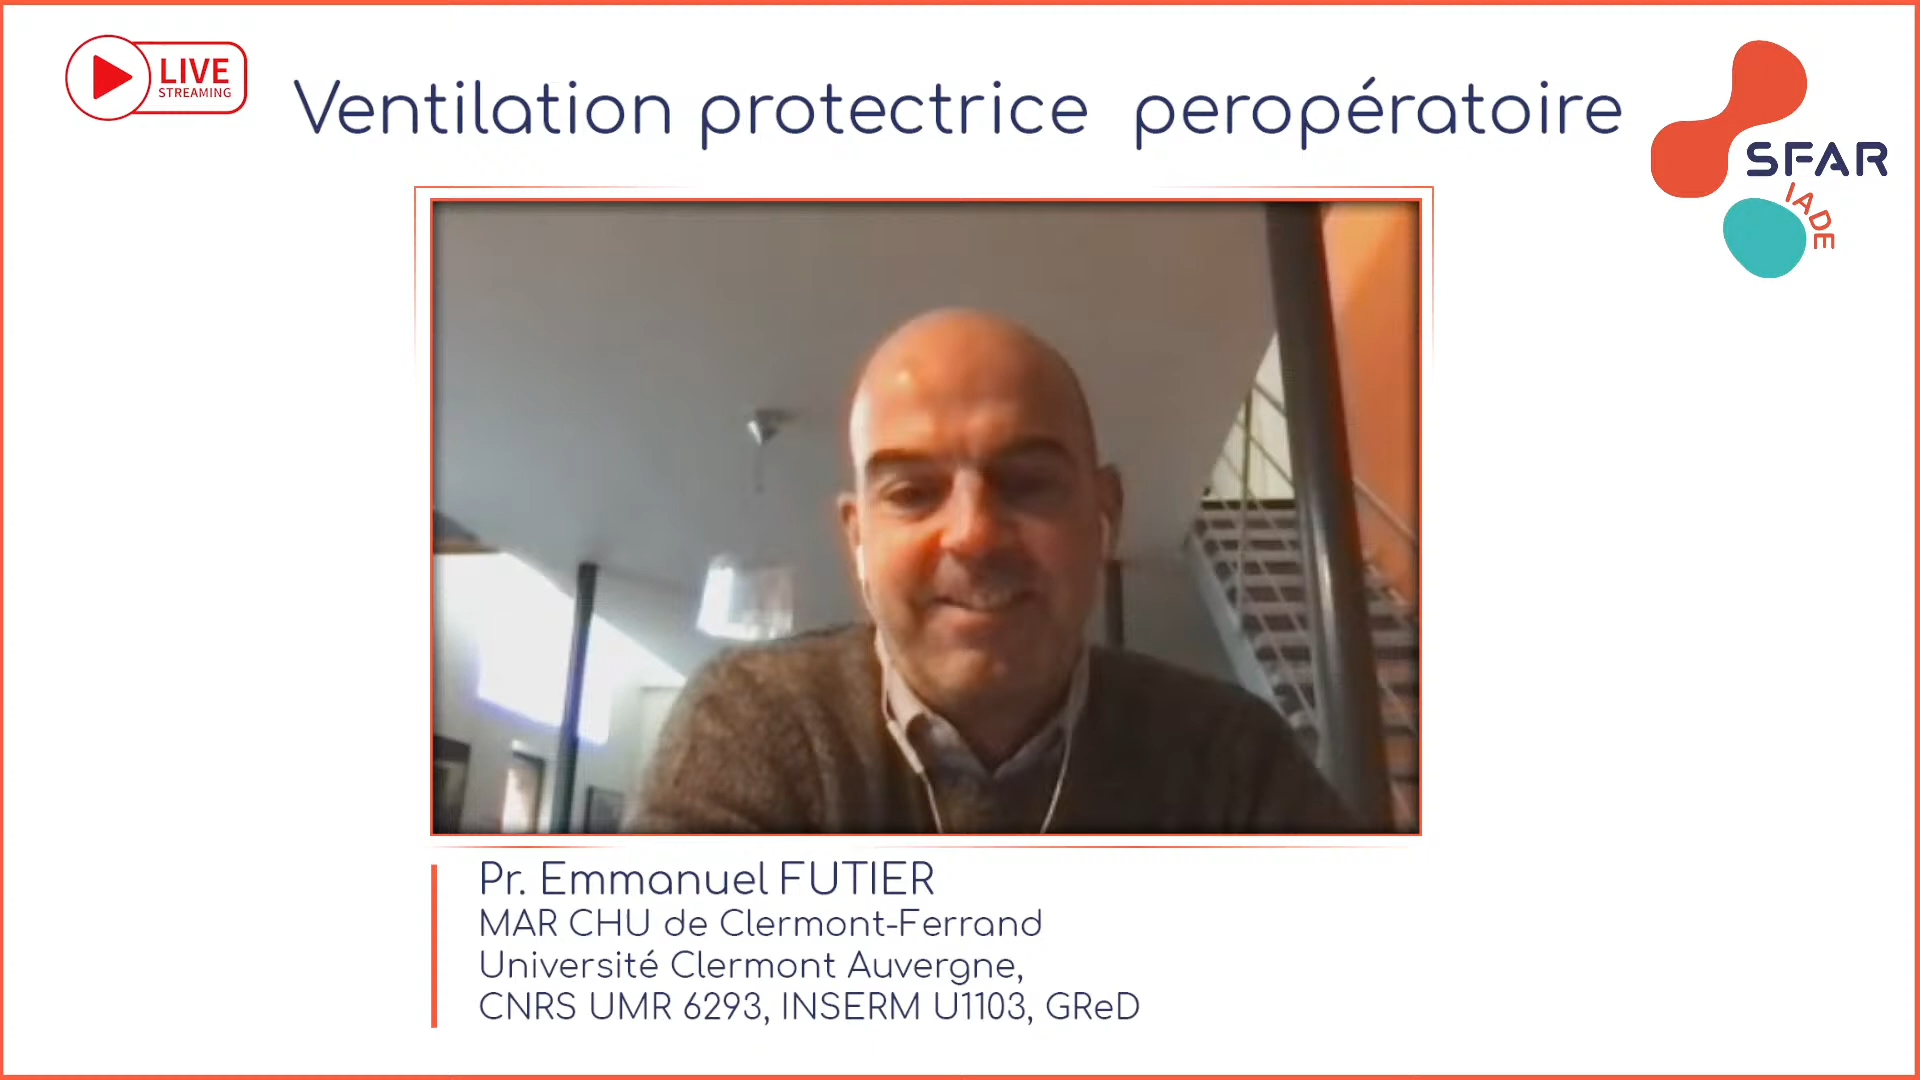 LIVE
STREAMING
Ventilation protectrice peropératoire
SFAR
IADE
Pr. Emmanuel FUTIER
MAR CHU de Clermont-Ferrand
Université Clermont Auvergne,
CNRS UMR 6293, INSERM U1103, GReD